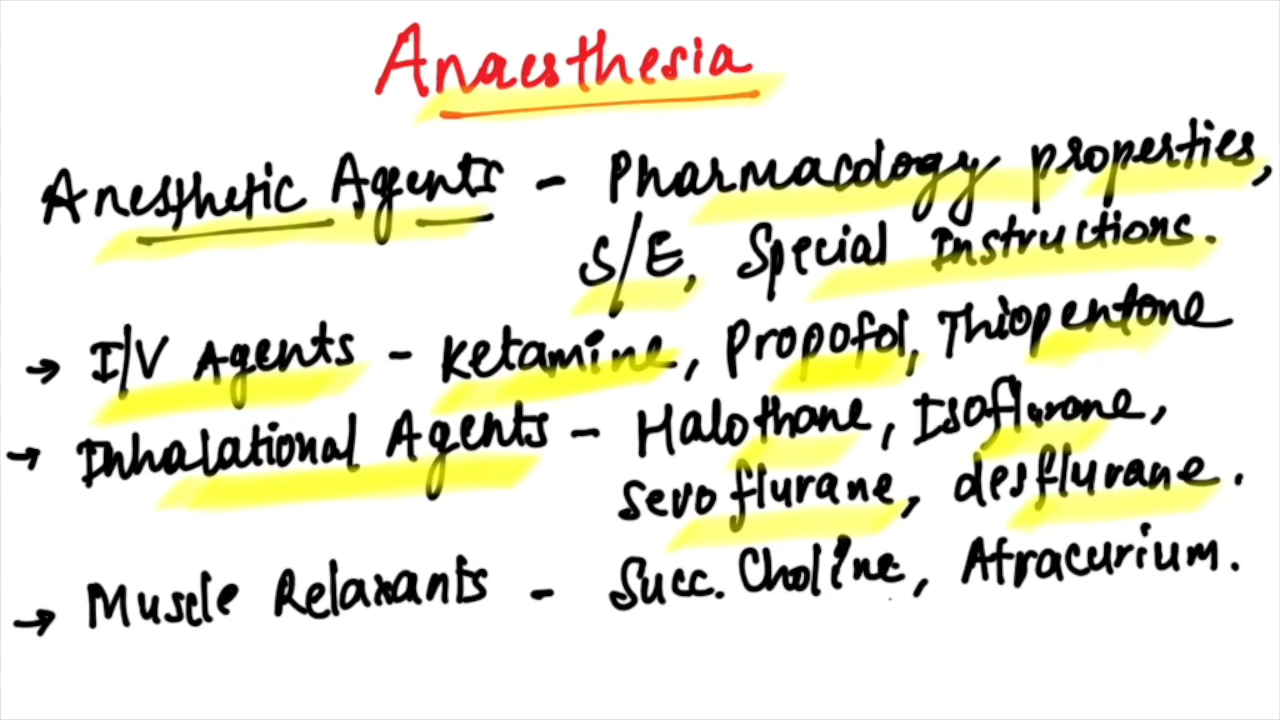 Anaesthesia
Anesthetic Agents - Pharmacology properties,
S/E, Special Instructions.
→ I/V Agents - Ketamine, Propofol, Thiopentone
→ Inhalational Agents - Halothane, Isoflurane,
sevoflurane, desflurane.
→ Muscle Relaxants - Succ. Choline, Atracurium.